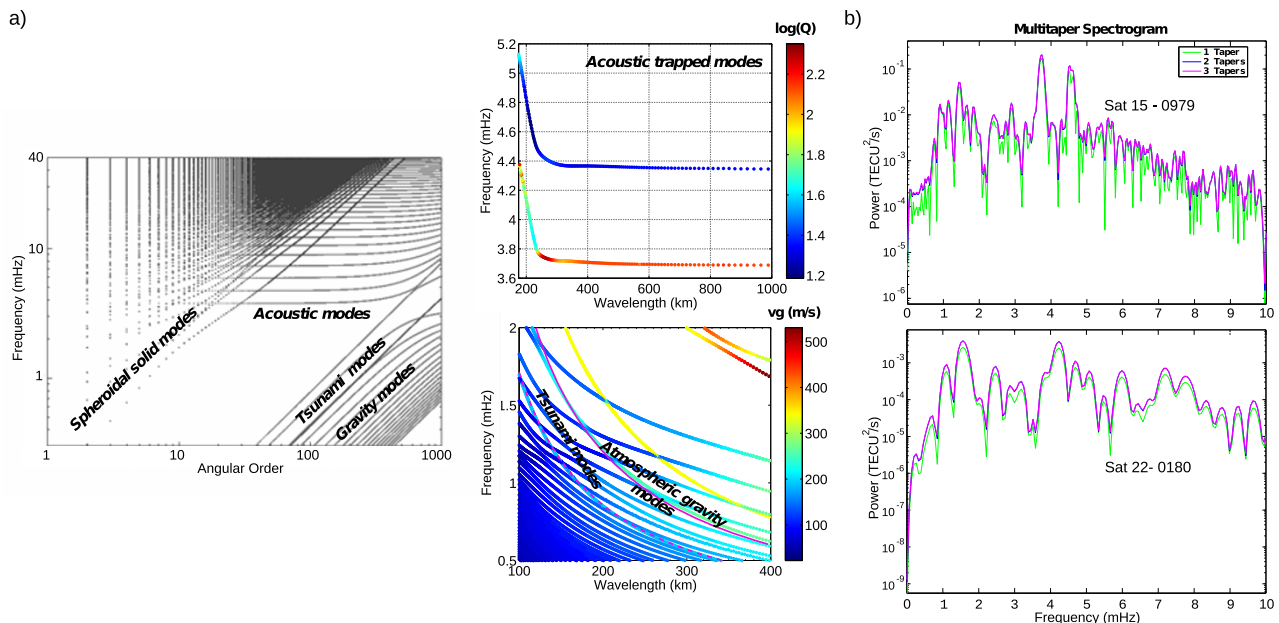 a)
40
10
1
Frequency (mHz)
1
10
100
1000
Angular Order
Spheroidal solid modes
Acoustic modes
Tsunami modes
Gravity modes
log(Q)
5.2
5
4.8
4.6
4.4
4.2
4
3.8
3.6
Frequency (mHz)
Acoustic trapped modes
200
400
600
800
1000
Wavelength (km)
2.2
2
1.8
1.6
1.4
1.2
vg (m/s)
2
1.5
1
0.5
Frequency (mHz)
Tsunami modes
Atmospheric gravity
modes
100
200
300
400
Wavelength (km)
500
400
300
200
100
b)
Multitaper Spectrogram
1 Taper
2 Tapers
3 Tapers
Sat 15 - 0979
10-1
10-2
10-3
10-4
10-5
10-6
Power (TECU2/s)
0 1 2 3 4 5 6 7 8 9 10
10-3
10-4
10-5
10-6
10-7
10-8
10-9
Power (TECU2/s)
Sat 22- 0180
0 1 2 3 4 5 6 7 8 9 10
Frequency (mHz)